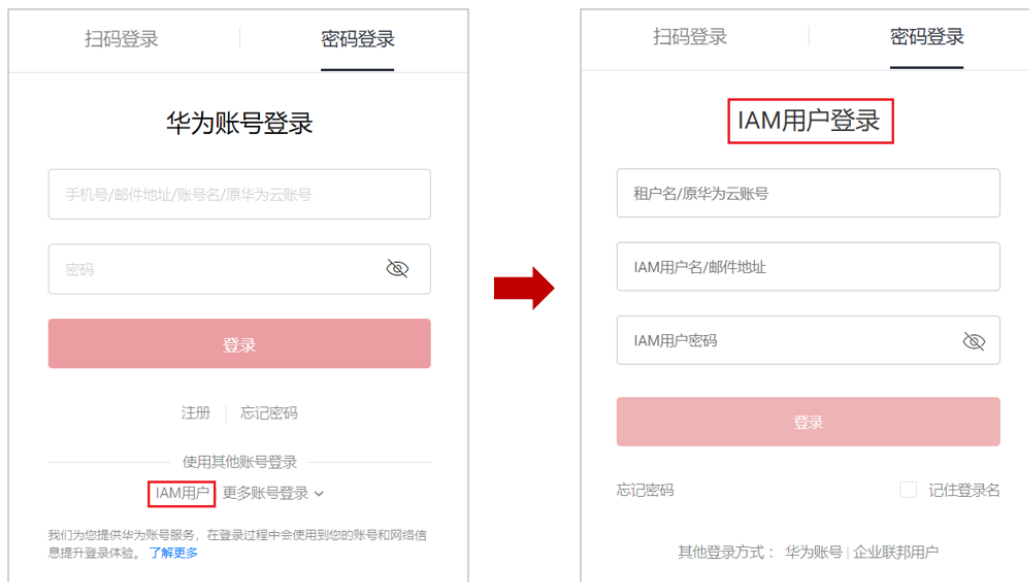 扫码登录
密码登录
华为账号登录
手机号/邮件地址/账号名/原华为云账号
密码
登录
注册
忘记密码
使用其他账号登录
IAM用户 更多账号登录
我们为您提供华为账号服务，在登录过程中会使用到您的账号和网络信
息提升登录体验。 了解更多
扫码登录
密码登录
IAM用户登录
租户名/原华为云账号
IAM用户名/邮件地址
IAM用户密码
登录
忘记密码
记住登录名
其他登录方式： 华为账号 | 企业联邦用户